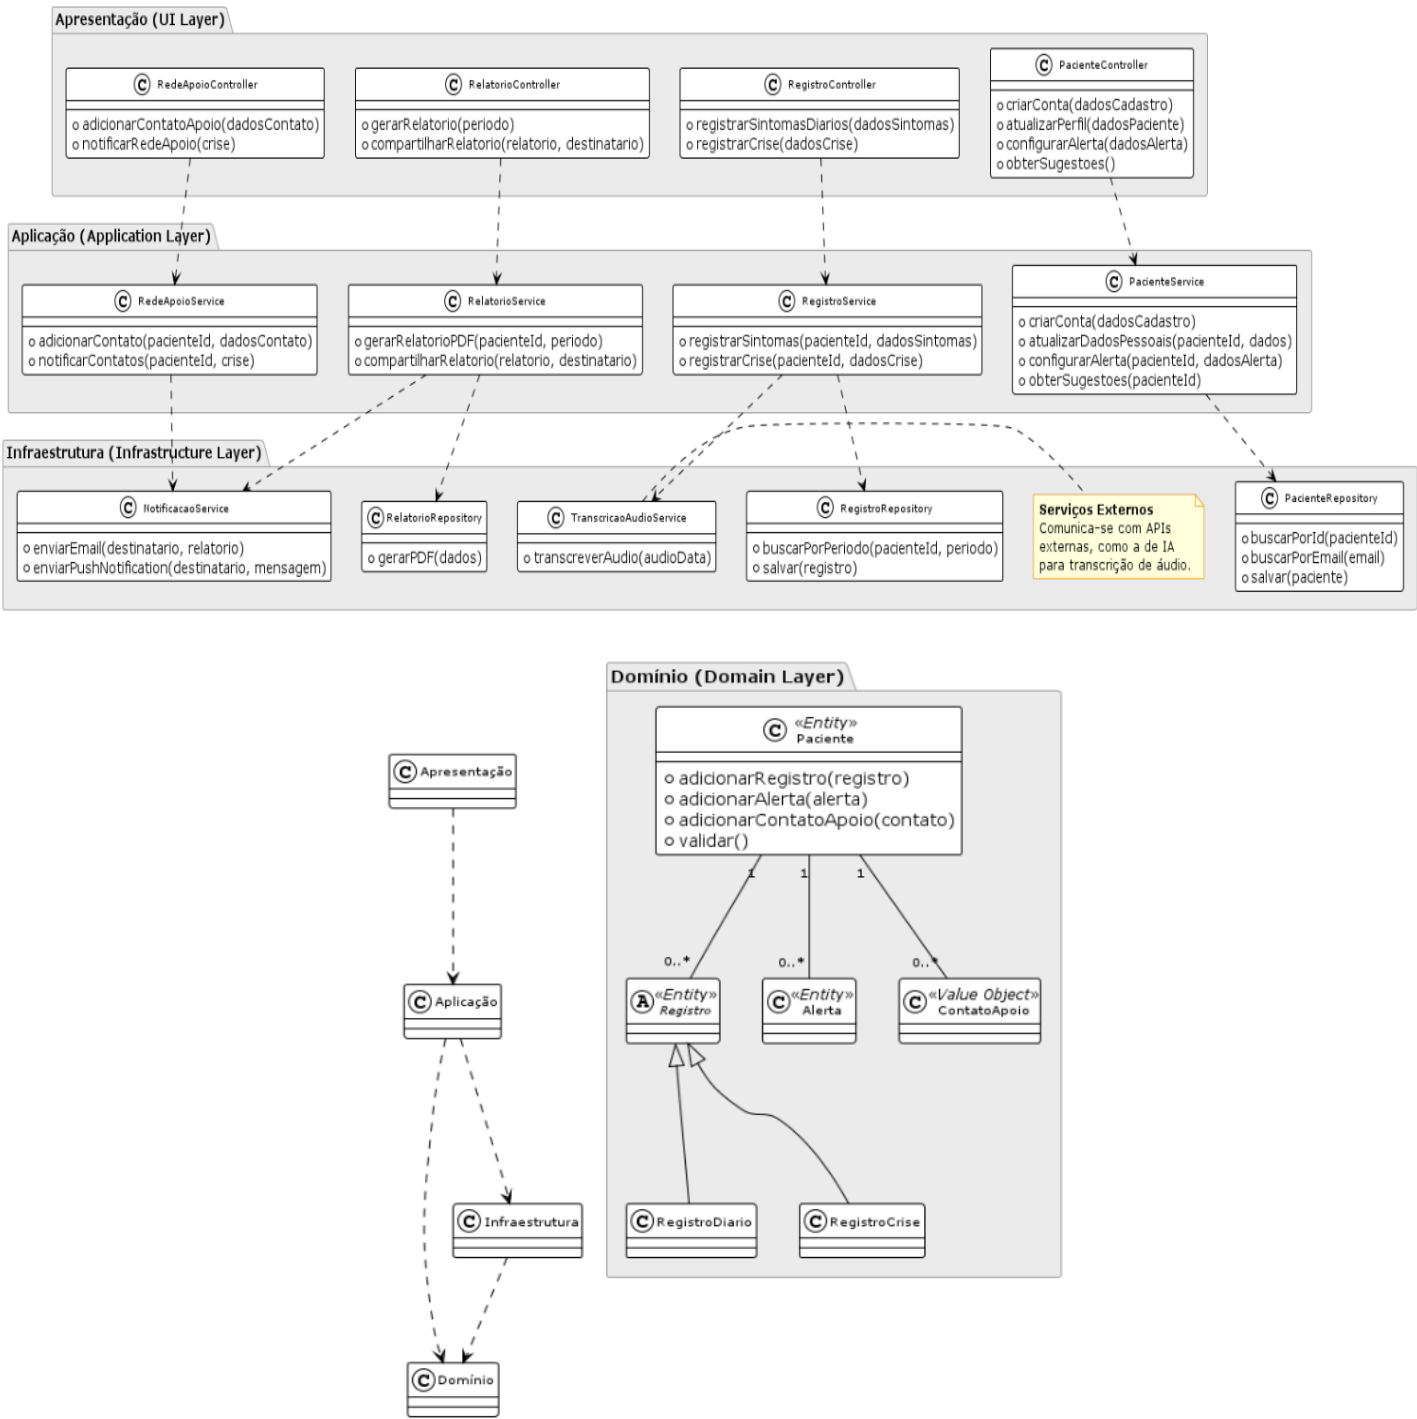 Apresentação (UI Layer)
C RedeApoioController
adicionarContatoApoio(dadosContato)
notificarRedeApoio(crise)
C RelatorioController
gerarRelatorio(periodo)
compartilharRelatorio(relatorio, destinatario)
C RegistroController
registrarSintomasDiarios(dadosSintomas)
registrarCrise(dadosCrise)
C PacienteController
criarConta(dadosCadastro)
atualizarPerfil(dadosPaciente)
configurarAlerta(dadosAlerta)
obterSugestoes()
Aplicação (Application Layer)
C RedeApoioService
adicionarContato(pacienteId, dadosContato)
notificarContatos(pacienteId, crise)
C RelatorioService
gerarRelatorioPDF(pacienteId, periodo)
compartilharRelatorio(relatorio, destinatario)
C RegistroService
registrarSintomas(pacienteId, dadosSintomas)
registrarCrise(pacienteId, dadosCrise)
C PacienteService
criarConta(dadosCadastro)
atualizarDadosPessoais(pacienteId, dados)
configurarAlerta(pacienteId, dadosAlerta)
obterSugestoes(pacienteId)
Infraestrutura (Infrastructure Layer)
C NotificacaoService
enviarEmail(destinatario, relatorio)
enviarPushNotification(destinatario, mensagem)
C RelatorioRepository
gerarPDF(dados)
C TranscricaoAudioService
transcreverAudio(audioData)
C RegistroRepository
buscarPorPeriodo(pacienteId, periodo)
salvar(registro)
Serviços Externos
Comunica-se com APIs
externas, como a de IA
para transcrição de áudio.
C PacienteRepository
buscarPorId(pacienteId)
buscarPorEmail(email)
salvar(paciente)
Domínio (Domain Layer)
C «Entity»
Paciente
adicionarRegistro(registro)
adicionarAlerta(alerta)
adicionarContatoApoio(contato)
validar()
1 1 1
0..* 0..* 0..*
A «Entity»
Registro
C «Entity»
Alerta
C «Value Object»
ContatoApoio
C RegistroDiario
C RegistroCrise
C Apresentação
C Aplicação
C Infraestrutura
C Domínio